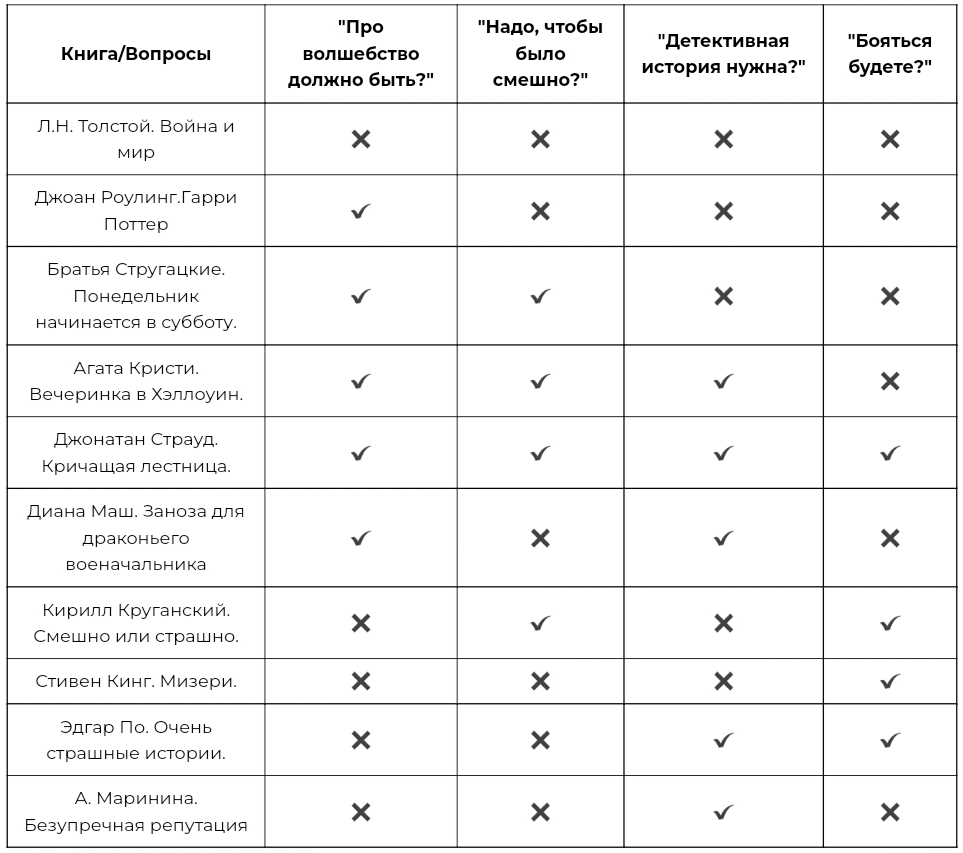 Книга/Вопросы
"Про
волшебство
должно быть?"
"Надо, чтобы
было
смешно?"
"Детективная
история нужна?"
"Бояться
будете?"
Л.Н. Толстой. Война и
мир
Джоан Роулинг.Гарри
Поттер
Братья Стругацкие.
Понедельник
начинается в субботу.
Агата Кристи.
Вечеринка в Хэллоуин.
Джонатан Страуд.
Кричащая лестница.
Диана Маш. Заноза для
драконьего
военачальника
Кирилл Круганский.
Смешно или страшно.
Стивен Кинг. Мизери.
Эдгар По. Очень
страшные истории.
А. Маринина.
Безупречная репутация